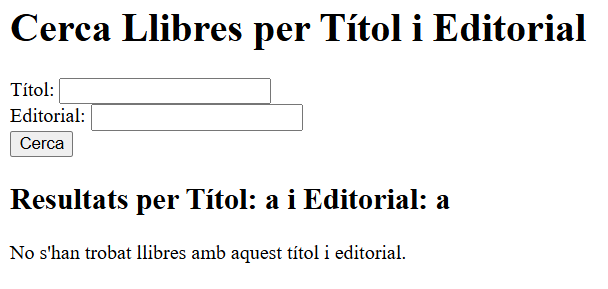 Cerca Llibres per Títol i Editorial
Títol:
Editorial:
Cerca
Resultats per Títol: a i Editorial: a
No s'han trobat llibres amb aquest títol i editorial.